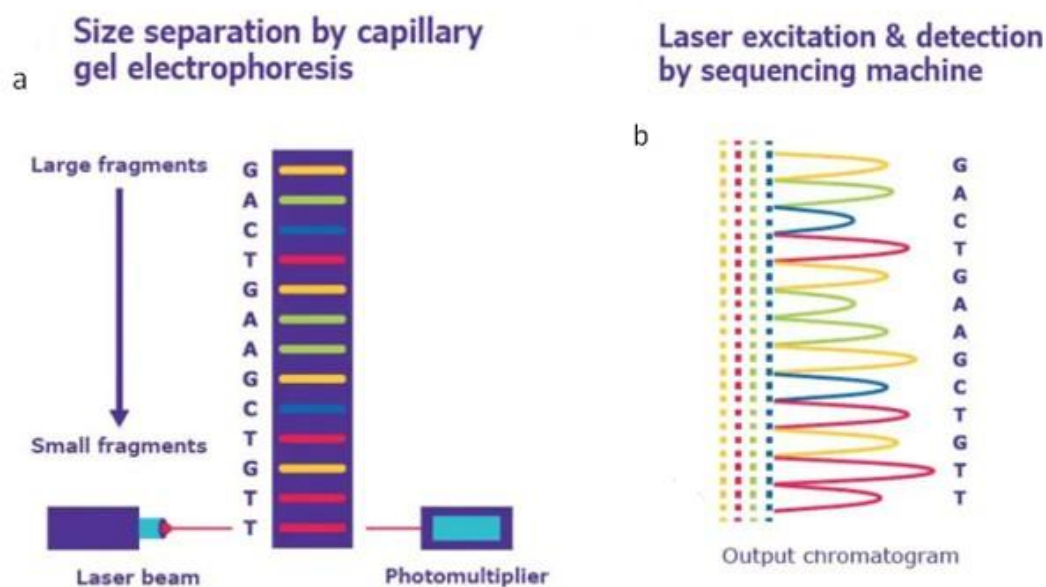 Size separation by capillary
gel electrophoresis
a
Large fragments
G
A
C
T
G
A
A
G
C
T
G
T
T
Small fragments
Laser beam
Photomultiplier
Laser excitation & detection
by sequencing machine
b
G
A
C
T
G
A
A
G
C
T
G
T
T
Output chromatogram